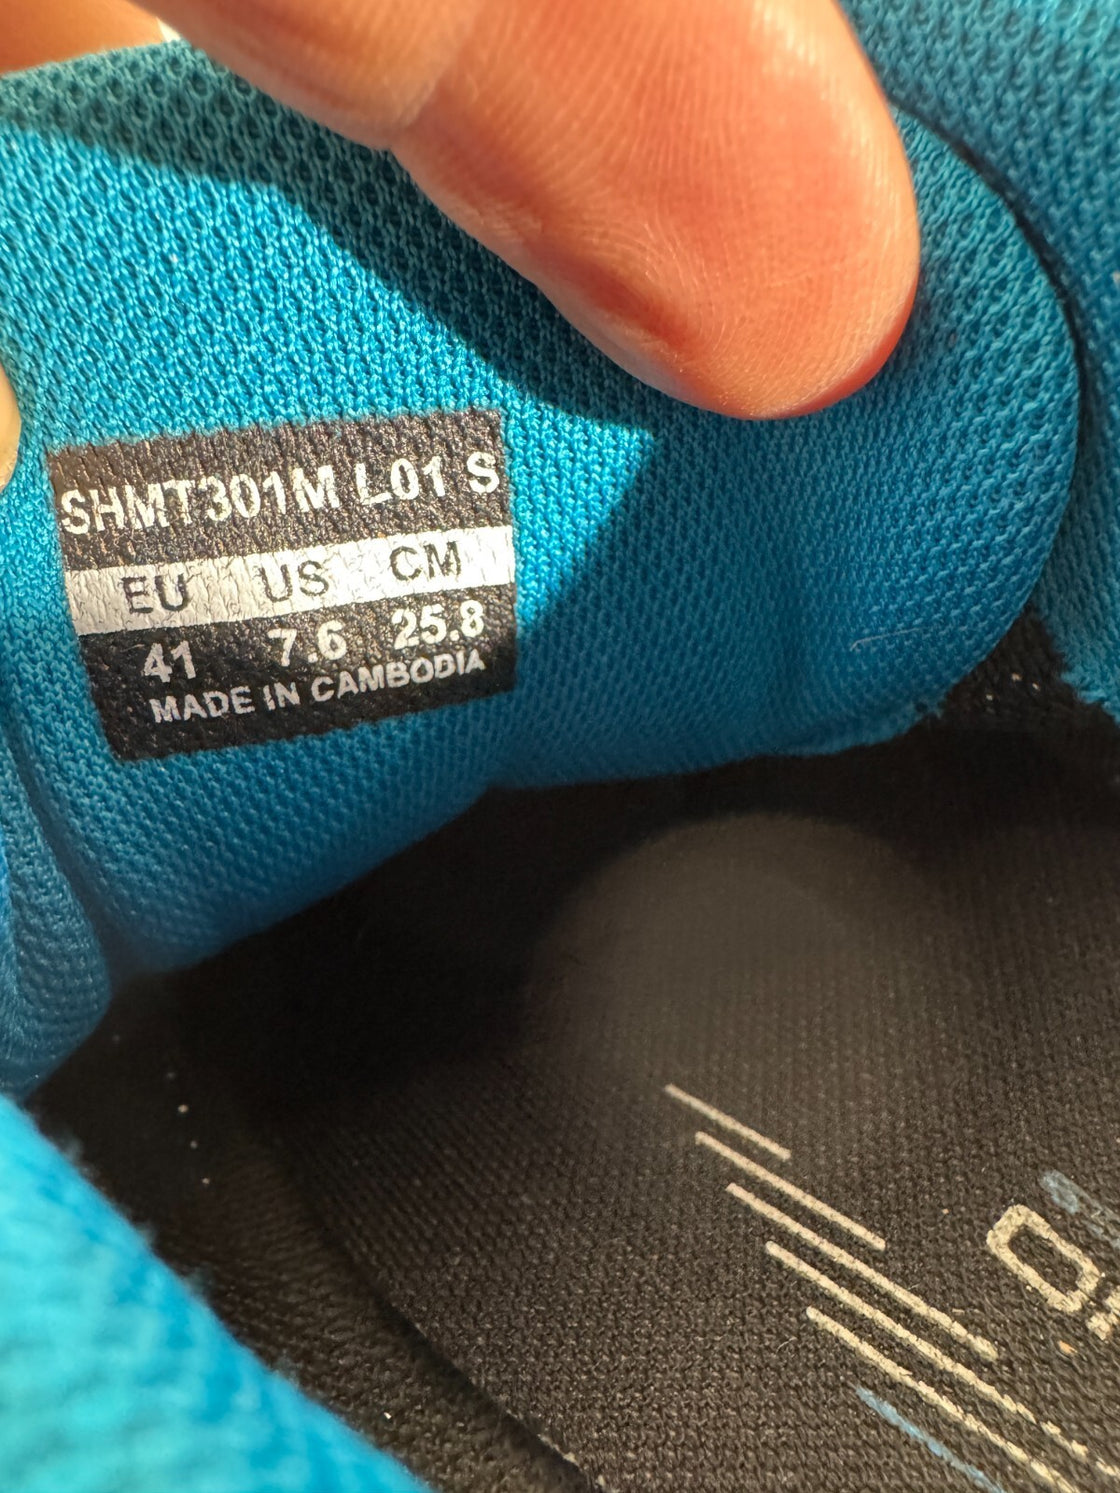 SHMT301M L01 S
EU US CM
41 7.6 25.8
MADE IN CAMBODIA